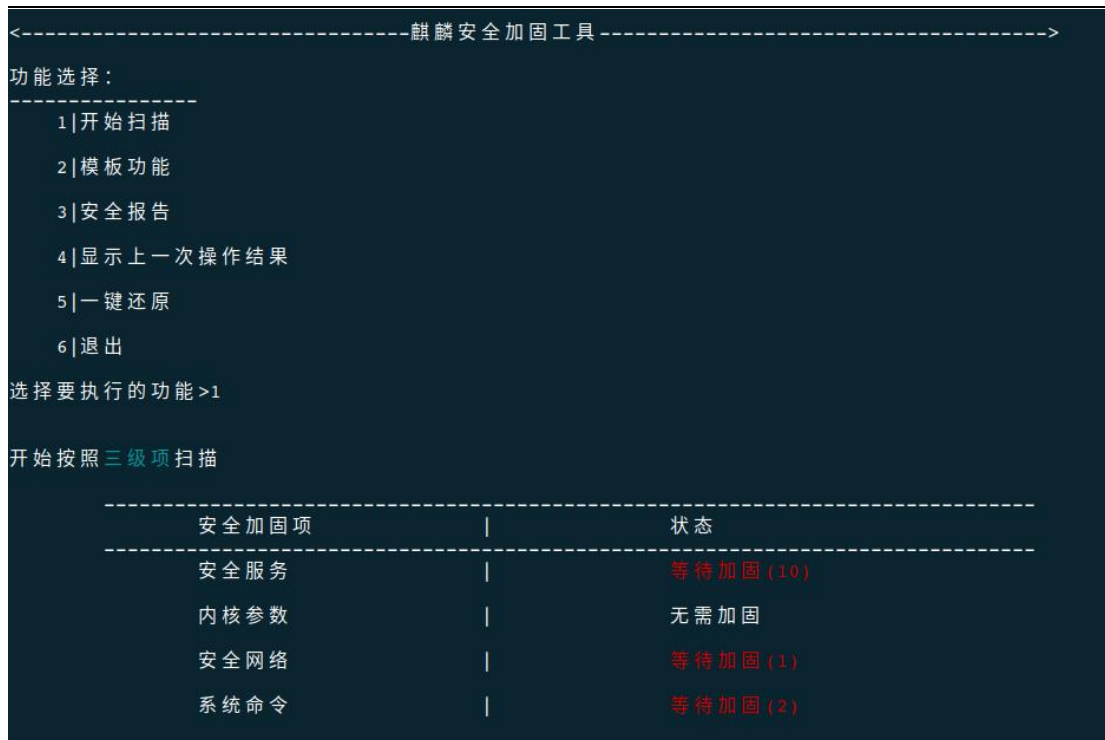 <---------------------------------麒麟安全加固工具-------------------------------------->
功能选择：
----------------
1|开始扫描
2|模板功能
3|安全报告
4|显示上一次操作结果
5|一键还原
6|退出
选择要执行的功能>1
开始按照三级项扫描
-------------------------------------------------------------------------------
安全加固项 | 状态
-------------------------------------------------------------------------------
安全服务 | 等待加固(10)
内核参数 | 无需加固
安全网络 | 等待加固(1)
系统命令 | 等待加固(2)